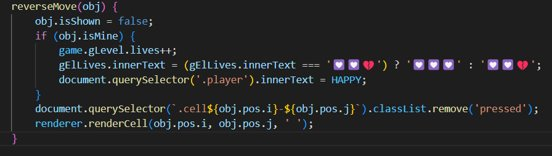 reverseMove(obj) {
obj.isShown = false;
if (obj.isMine) {
game.gLevel.lives++;
gElLives.innerText = (gElLives.innerText === '💟💟💔') ? '💟💟💟' : '💟💟💔';
document.querySelector('.player').innerText = HAPPY;
}
document.querySelector(`.cell${obj.pos.i}-${obj.pos.j}`).classList.remove('pressed');
renderer.renderCell(obj.pos.i, obj.pos.j, ' ');
}